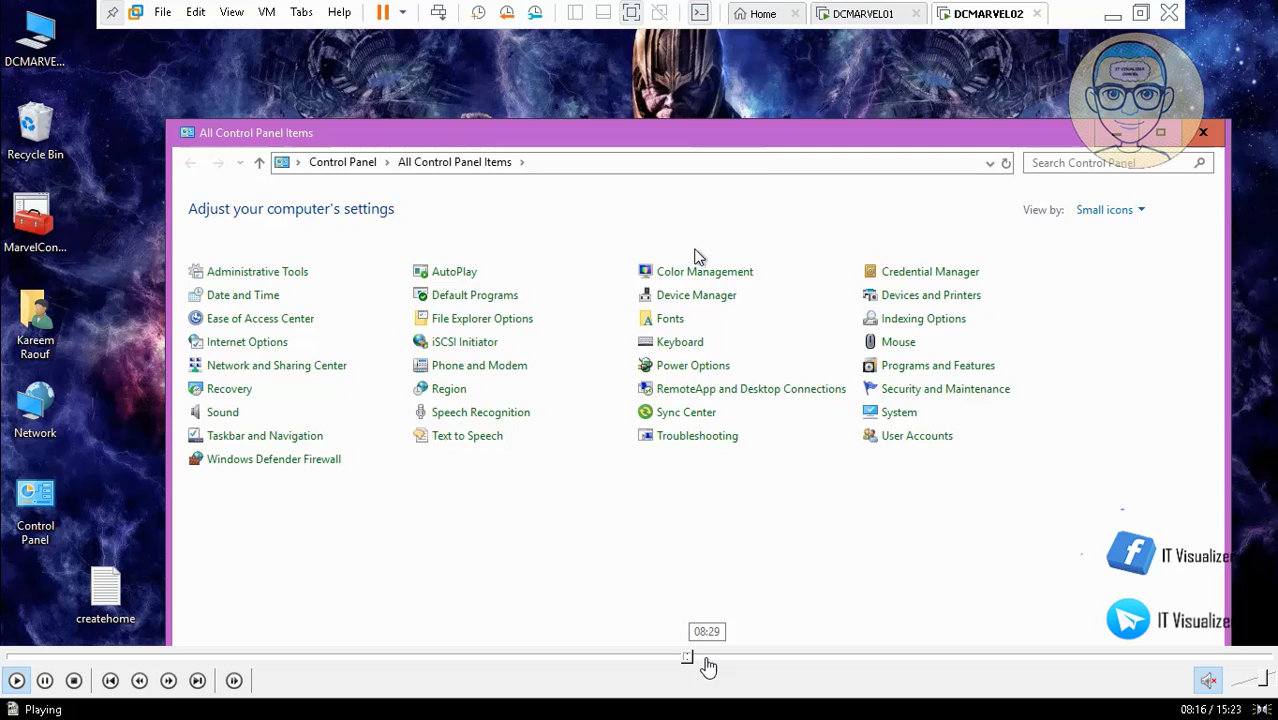 File Edit View VM Tabs Help
Home
DCMARVEL01
DCMARVEL02
DCMARVE...
Recycle Bin
MarvelCon...
Kareem
Raouf
Network
Control
Panel
createhome
IT VISUALIZER
All Control Panel Items
Control Panel All Control Panel Items
Search Control Panel
Adjust your computer's settings
View by: Small icons
Administrative Tools AutoPlay Color Management Credential Manager
Date and Time Default Programs Device Manager Devices and Printers
Ease of Access Center File Explorer Options Fonts Indexing Options
Internet Options iSCSI Initiator Keyboard Mouse
Network and Sharing Center Phone and Modem Power Options Programs and Features
Recovery Region RemoteApp and Desktop Connections Security and Maintenance
Sound Speech Recognition Sync Center System
Taskbar and Navigation Text to Speech Troubleshooting User Accounts
Windows Defender Firewall
IT Visualizer
IT Visualizer
08:29
Playing
08:16 / 15:23